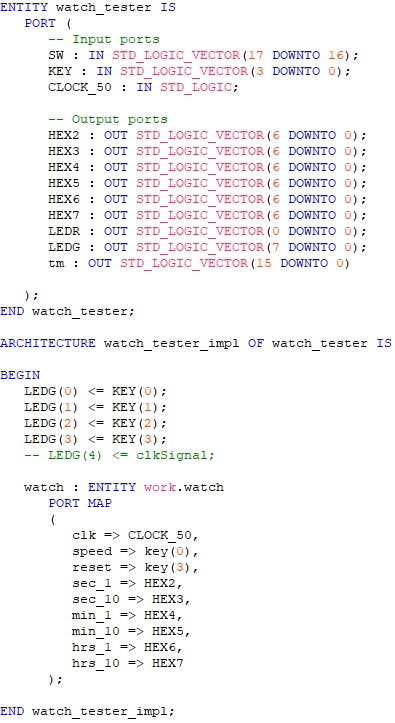 ENTITY watch_tester IS
PORT (
-- Input ports
SW : IN STD_LOGIC_VECTOR(17 DOWNTO 16);
KEY : IN STD_LOGIC_VECTOR(3 DOWNTO 0);
CLOCK_50 : IN STD_LOGIC;
-- Output ports
HEX2 : OUT STD_LOGIC_VECTOR(6 DOWNTO 0);
HEX3 : OUT STD_LOGIC_VECTOR(6 DOWNTO 0);
HEX4 : OUT STD_LOGIC_VECTOR(6 DOWNTO 0);
HEX5 : OUT STD_LOGIC_VECTOR(6 DOWNTO 0);
HEX6 : OUT STD_LOGIC_VECTOR(6 DOWNTO 0);
HEX7 : OUT STD_LOGIC_VECTOR(6 DOWNTO 0);
LEDR : OUT STD_LOGIC_VECTOR(0 DOWNTO 0);
LEDG : OUT STD_LOGIC_VECTOR(7 DOWNTO 0);
tm : OUT STD_LOGIC_VECTOR(15 DOWNTO 0)
);
END watch_tester;
ARCHITECTURE watch_tester_impl OF watch_tester IS
BEGIN
LEDG(0) <= KEY(0);
LEDG(1) <= KEY(1);
LEDG(2) <= KEY(2);
LEDG(3) <= KEY(3);
-- LEDG(4) <= clkSignal;
watch : ENTITY work.watch
PORT MAP
(
clk => CLOCK_50,
speed => key(0),
reset => key(3),
sec_1 => HEX2,
sec_10 => HEX3,
min_1 => HEX4,
min_10 => HEX5,
hrs_1 => HEX6,
hrs_10 => HEX7
);
END watch_tester_impl;